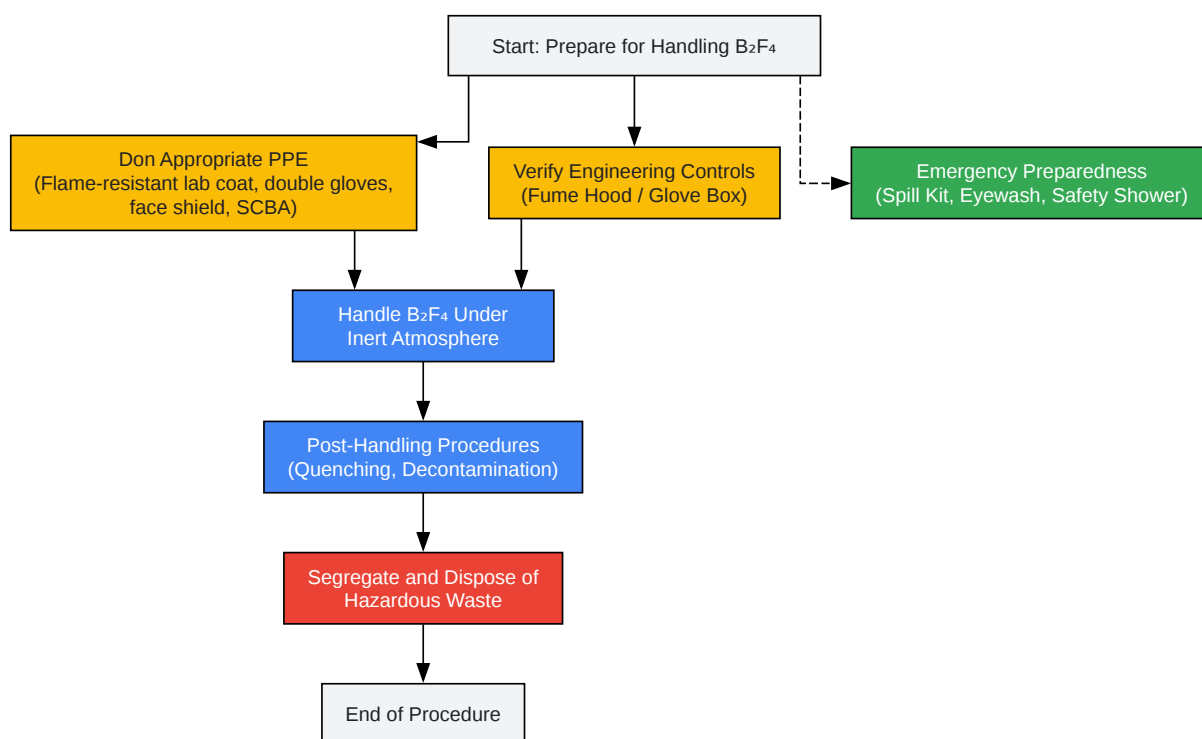 Start: Prepare for Handling B₂F₄
Don Appropriate PPE
(Flame-resistant lab coat, double gloves,
face shield, SCBA)
Verify Engineering Controls
(Fume Hood / Glove Box)
Emergency Preparedness
(Spill Kit, Eyewash, Safety Shower)
Handle B₂F₄ Under
Inert Atmosphere
Post-Handling Procedures
(Quenching, Decontamination)
Segregate and Dispose of
Hazardous Waste
End of Procedure